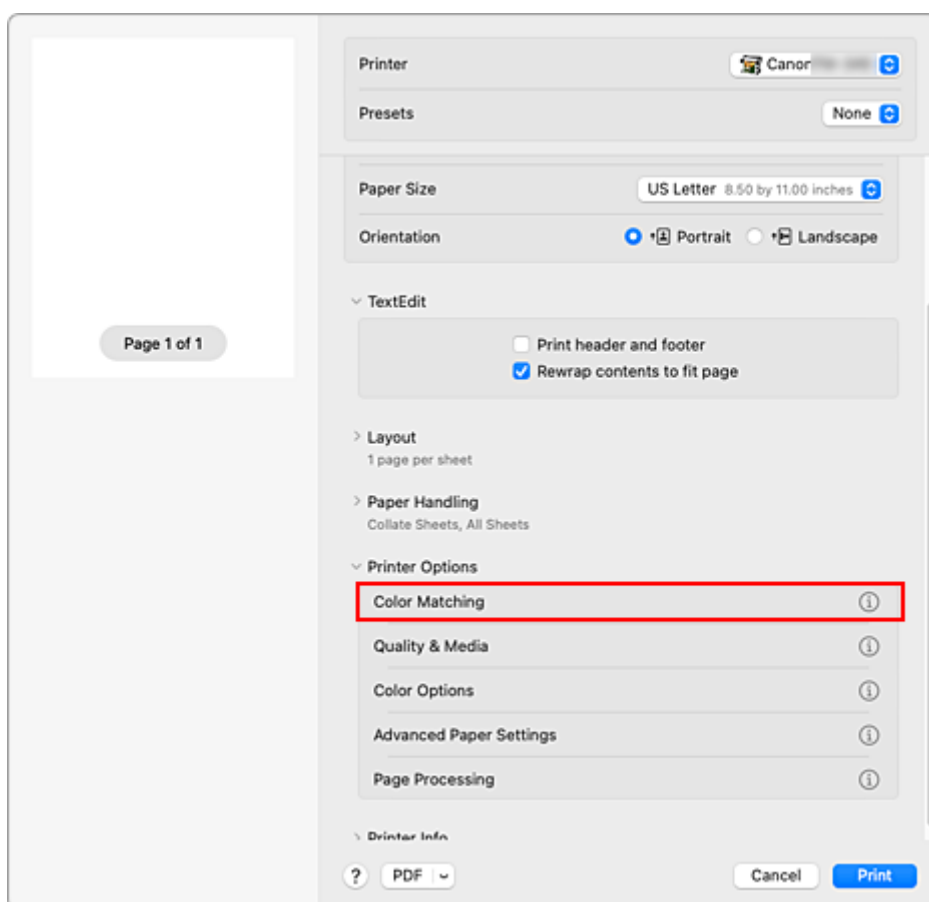 Printer
Canon
Presets
None
Paper Size
US Letter 8.50 by 11.00 inches
Orientation
Portrait
Landscape
TextEdit
Page 1 of 1
Print header and footer
Rewrap contents to fit page
Layout
1 page per sheet
Paper Handling
Collate Sheets, All Sheets
Printer Options
Color Matching
Quality & Media
Color Options
Advanced Paper Settings
Page Processing
Printer Info
? PDF
Cancel
Print